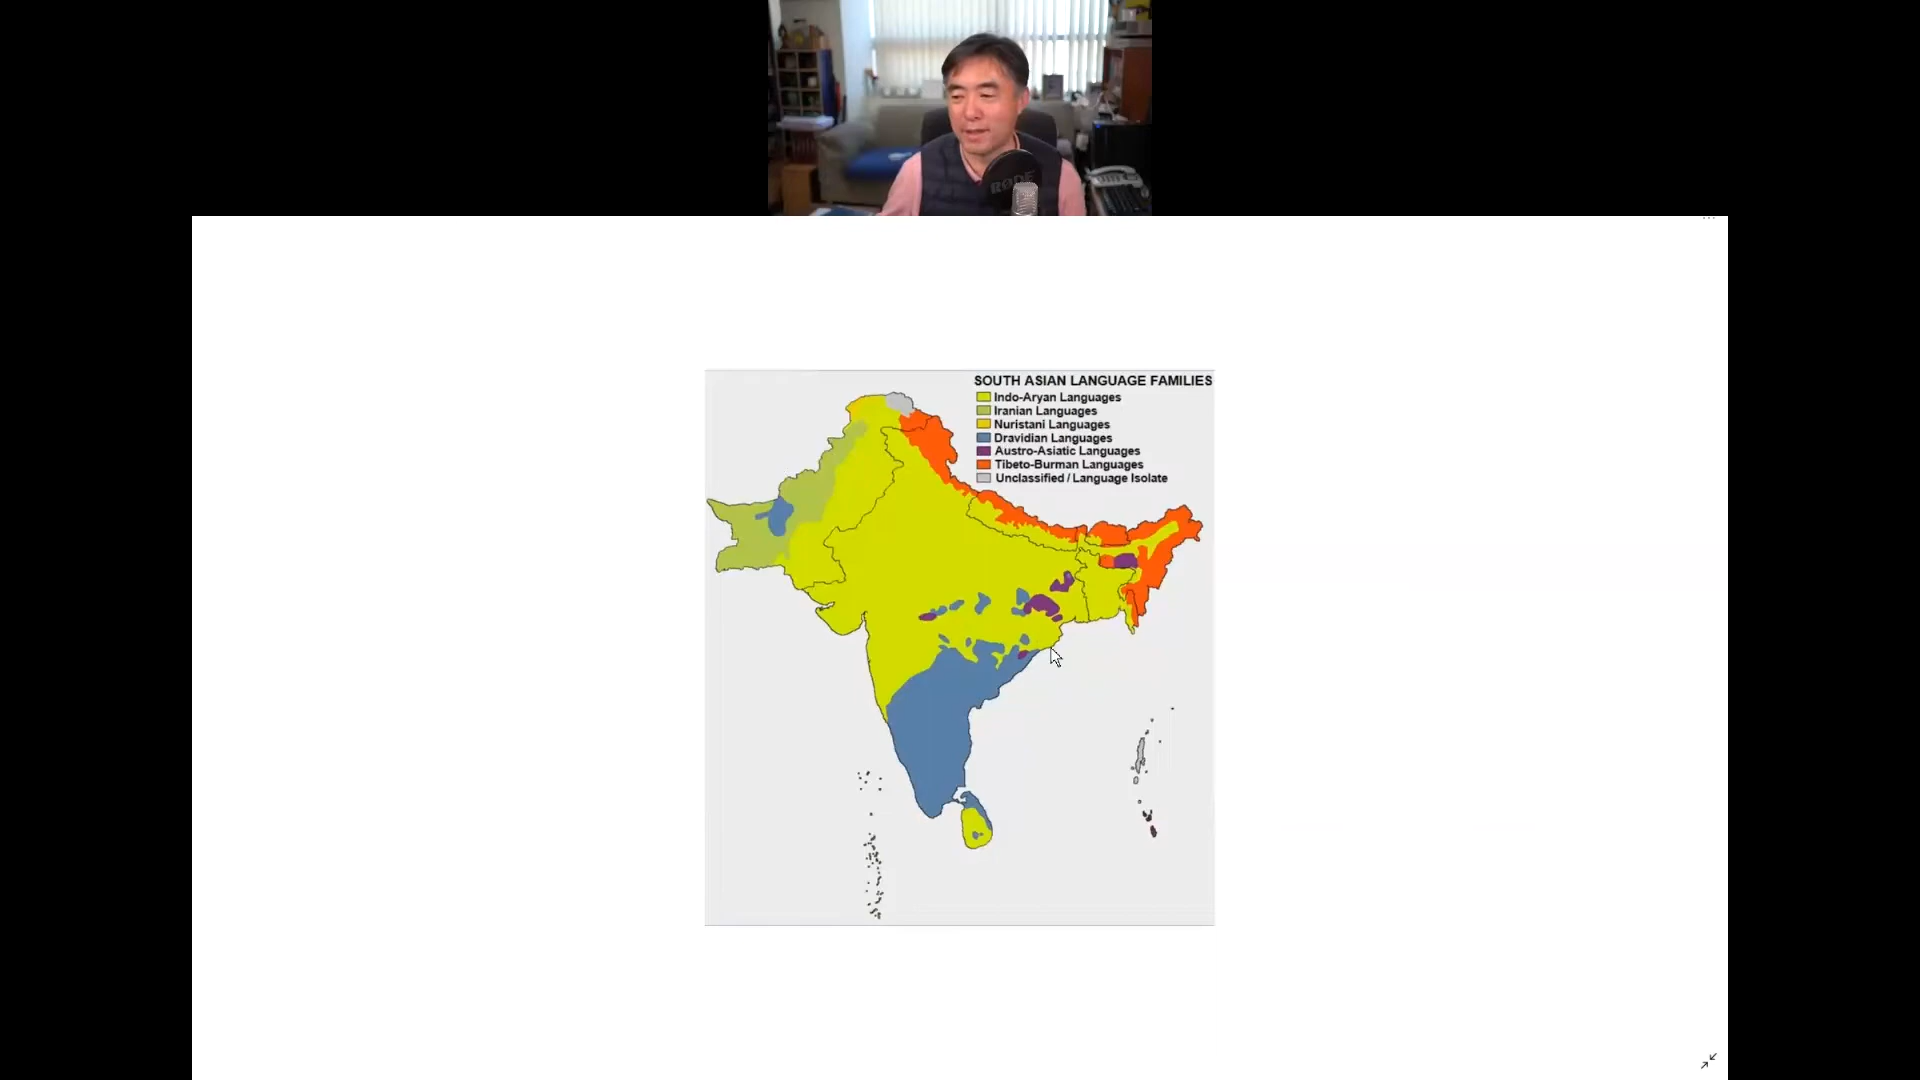 RØDE
SOUTH ASIAN LANGUAGE FAMILIES
Indo-Aryan Languages
Iranian Languages
Nuristani Languages
Dravidian Languages
Austro-Asiatic Languages
Tibeto-Burman Languages
Unclassified / Language Isolate